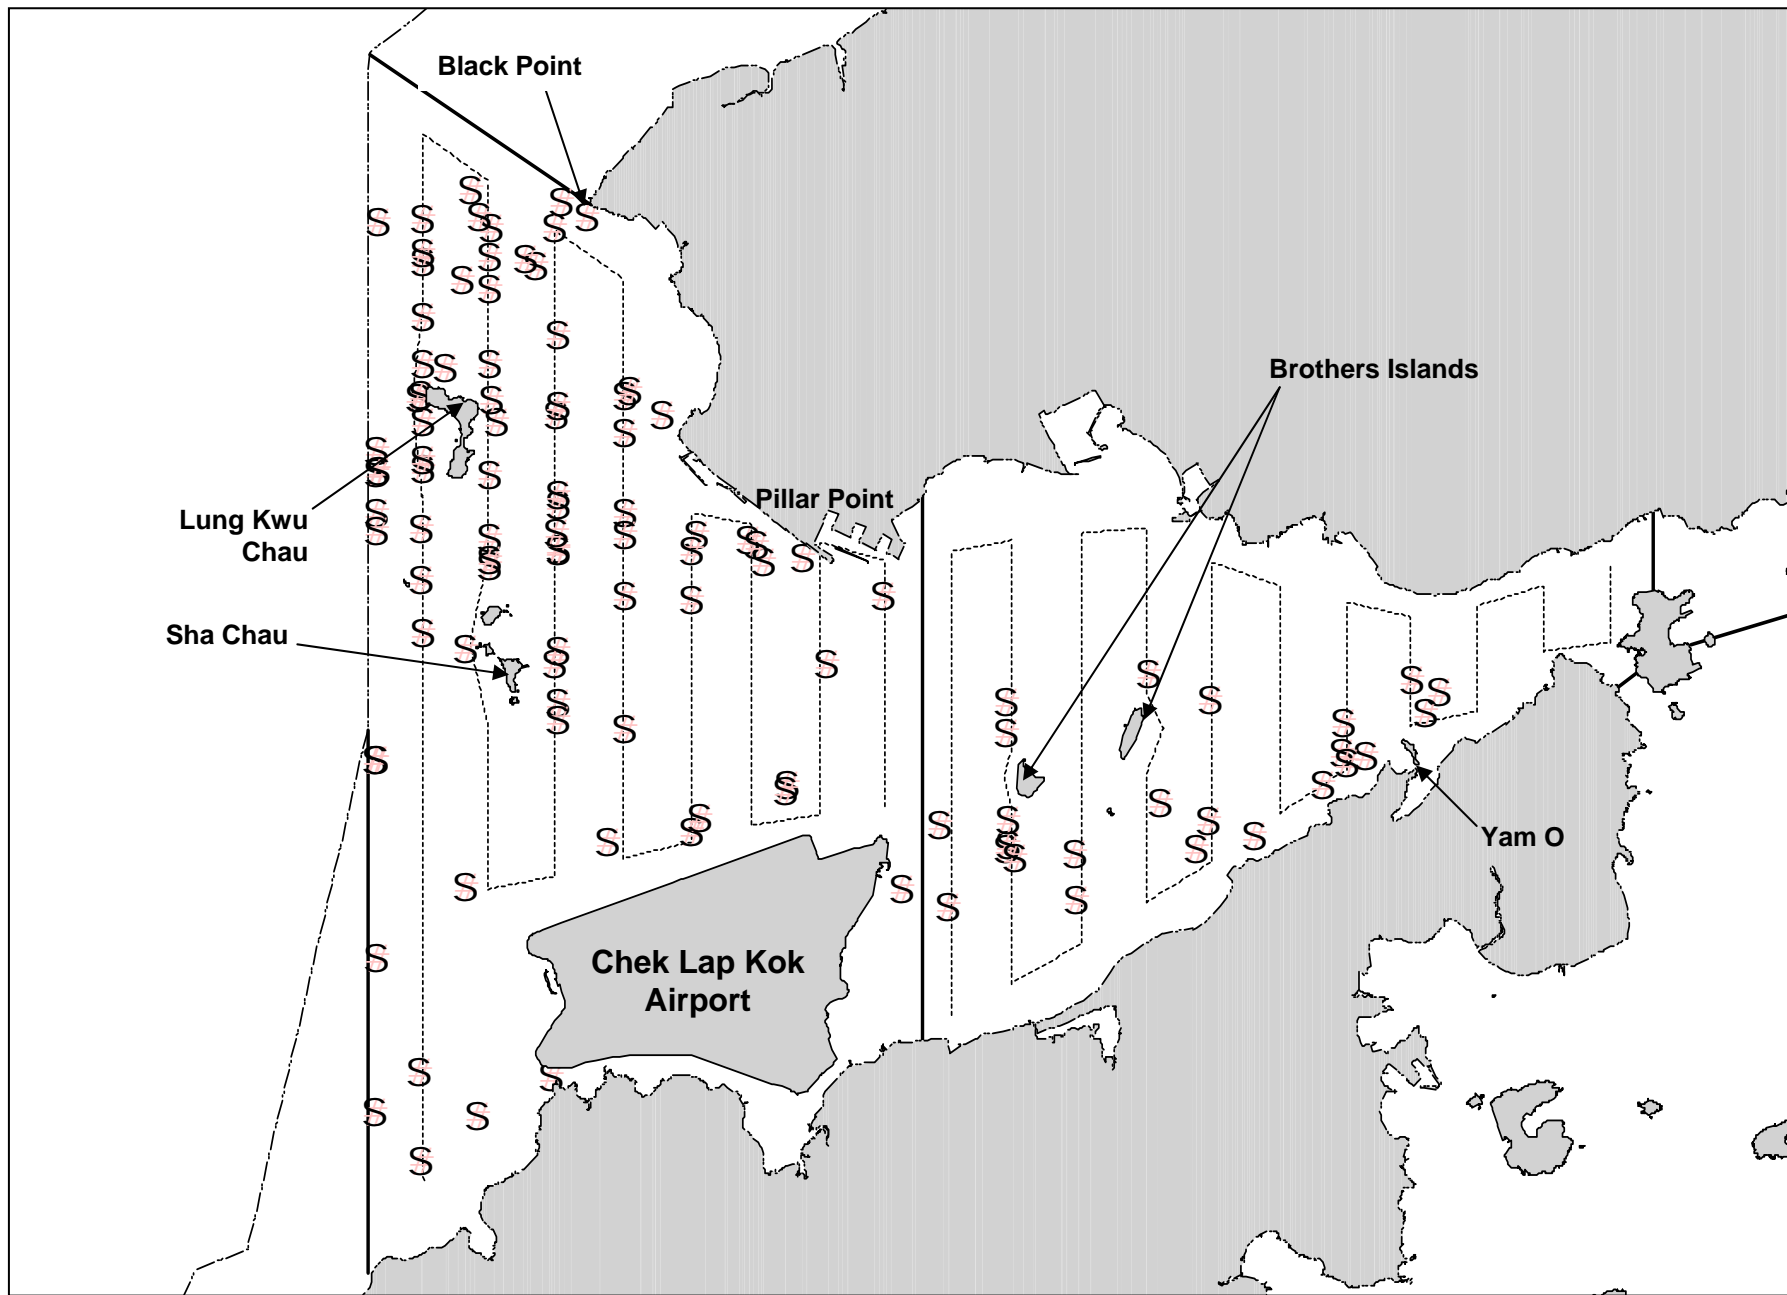 Black Point
Brothers Islands
Pillar Point
Lung Kwu
Chau
Sha Chau
Yam O
Chek Lap Kok
Airport